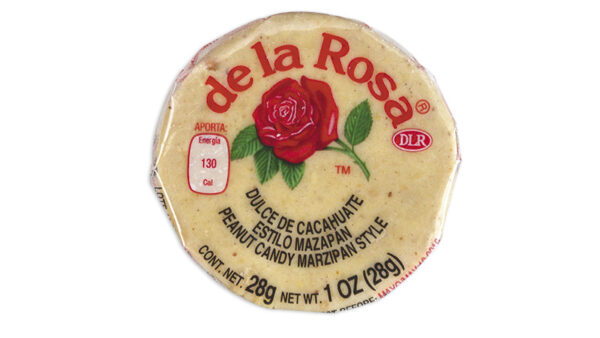 de la Rosa®
DLR
APORTA:
Energía
130
Cal
TM
DULCE DE CACAHUATE
ESTILO MAZAPÁN
PEANUT CANDY MARZIPAN STYLE
CONT. NET. 28g NET WT. 1 OZ (28g)